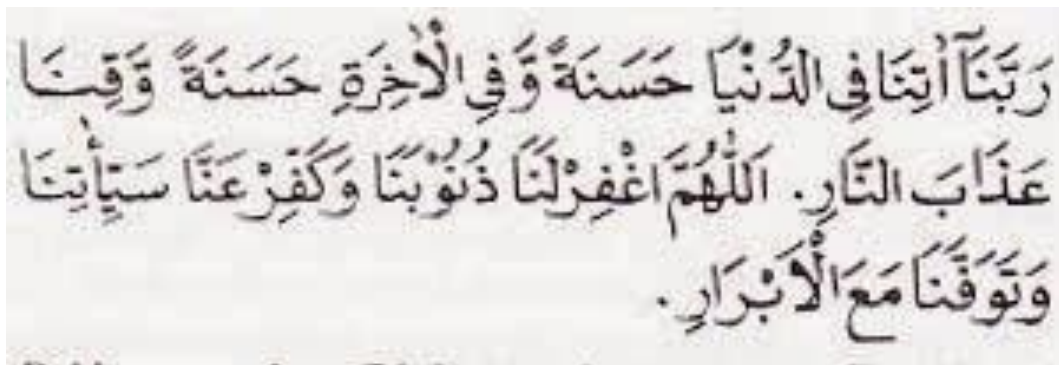 رَبَّنَآ اٰتِنَا فِى الدُّنْيَا حَسَنَةً وَّفِى الْاٰخِرَةِ حَسَنَةً وَّقِنَا
عَذَابَ النَّارِ. اَللّٰهُمَّ اغْفِرْلَنَا ذُنُوْبَنَا وَكَفِّرْ عَنَّا سَيِّاٰتِنَا
وَتَوَفَّنَا مَعَ الْاَبْرَارِ.